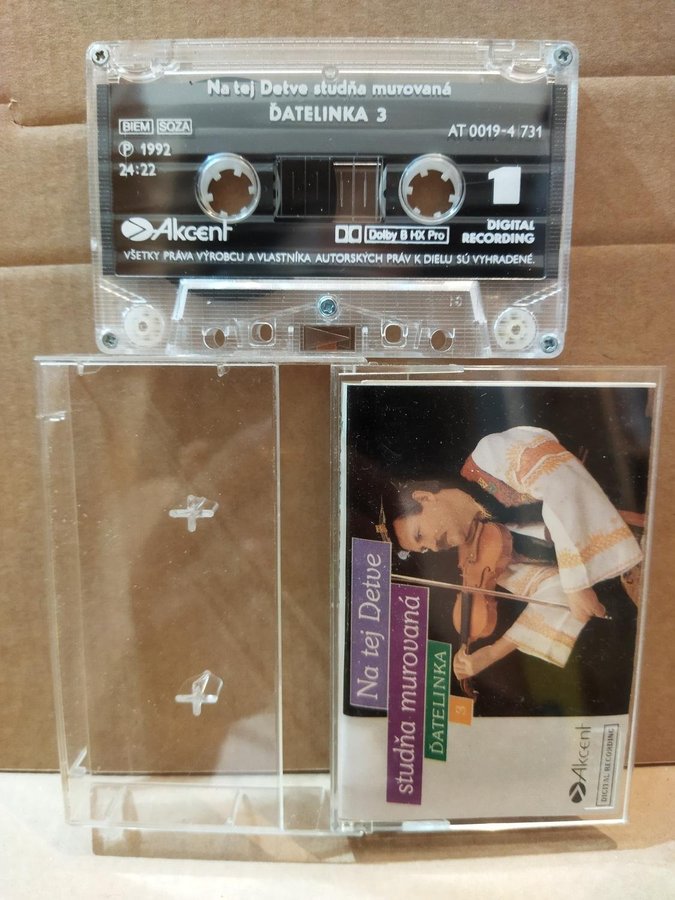 Na tej Detve studňa murovaná
ĎATELINKA 3
BIEM SOZA
AT 0019-4 731
Ⓟ 1992
24:22
1
Akcent
Dolby B HX Pro
DIGITAL
RECORDING
VŠETKY PRÁVA VÝROBCU A VLASTNÍKA AUTORSKÝCH PRÁV K DIELU SÚ VYHRADENÉ.
Na tej Detve
studňa murovaná
ĎATELINKA
3
Akcent
DIGITAL RECORDING